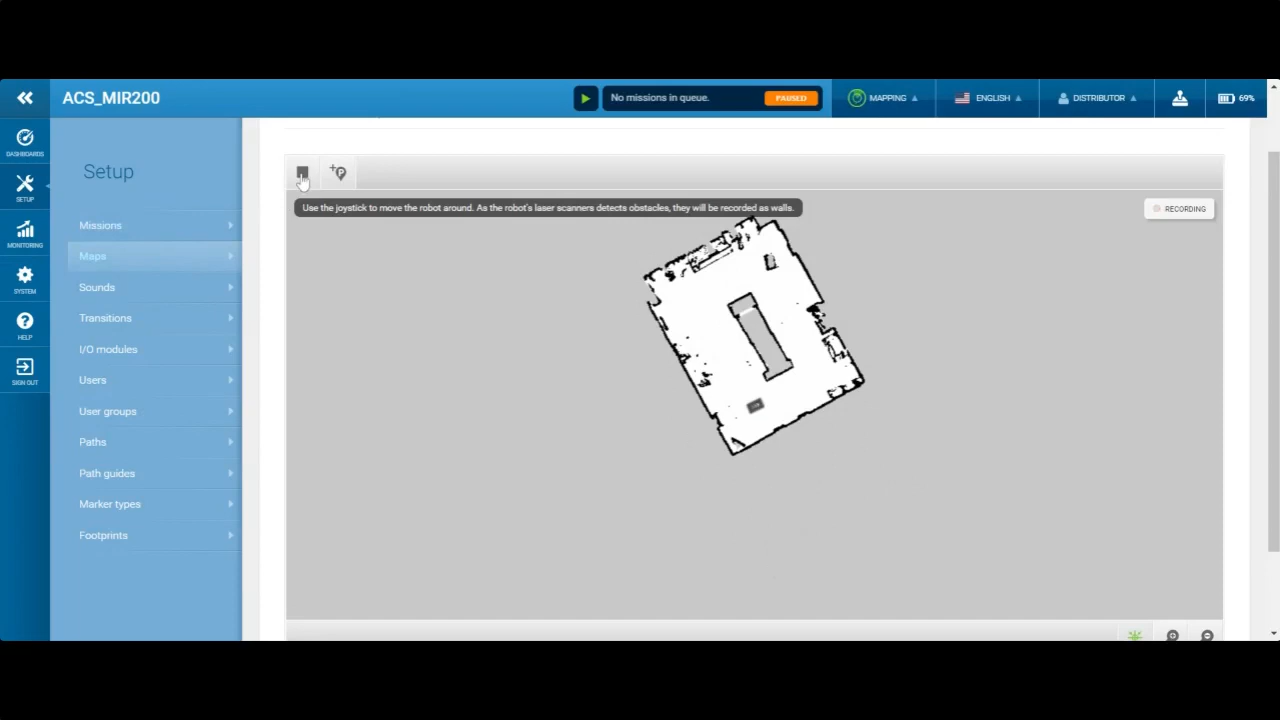 ACS_MIR200
No missions in queue.
PAUSED
MAPPING
ENGLISH
DISTRIBUTOR
69%
DASHBOARDS
SETUP
MONITORING
SYSTEM
HELP
SIGN OUT
Setup
Missions
Maps
Sounds
Transitions
I/O modules
Users
User groups
Paths
Path guides
Marker types
Footprints
P
Use the joystick to move the robot around. As the robot's laser scanners detects obstacles, they will be recorded as walls.
RECORDING